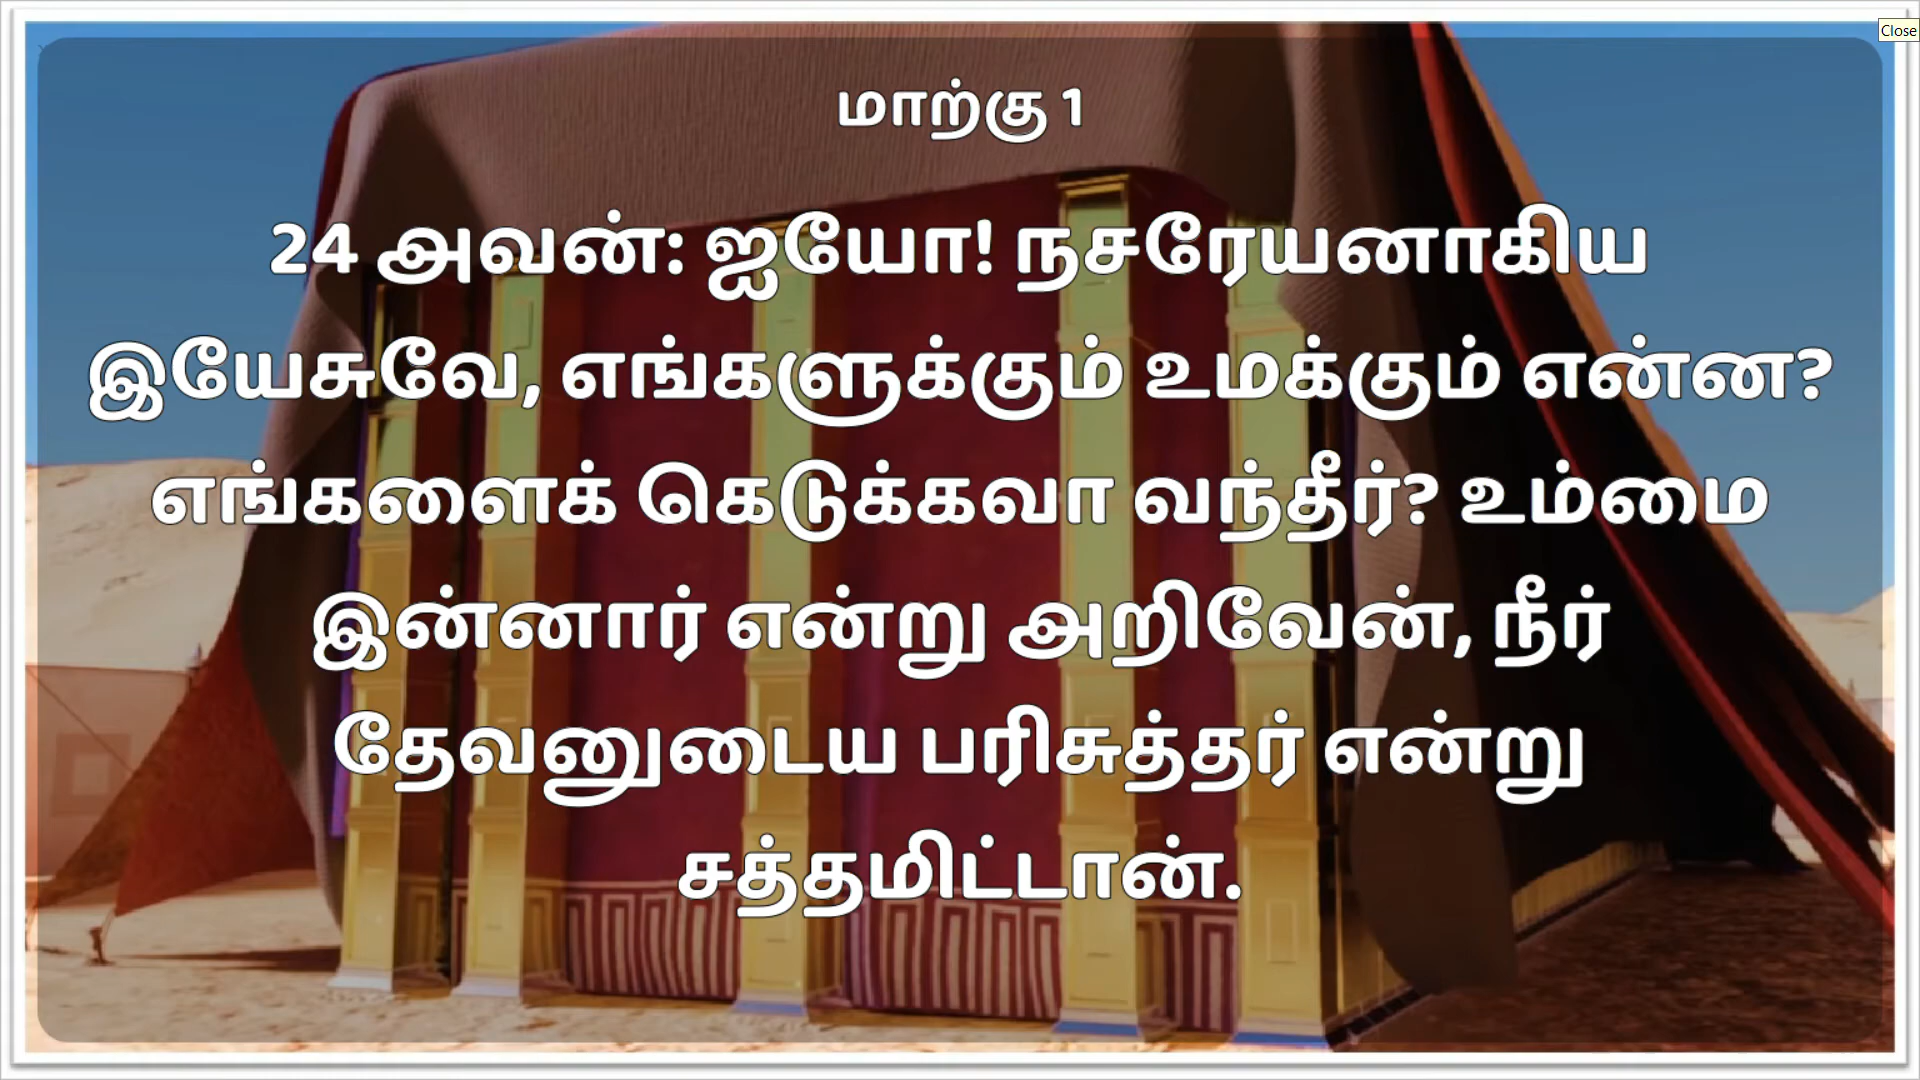 Close
மாற்கு 1
24 அவன்: ஐயோ! நசரேயனாகிய
இயேசுவே, எங்களுக்கும் உமக்கும் என்ன?
எங்களைக் கெடுக்கவா வந்தீர்? உம்மை
இன்னார் என்று அறிவேன், நீர்
தேவனுடைய பரிசுத்தர் என்று
சத்தமிட்டான்.